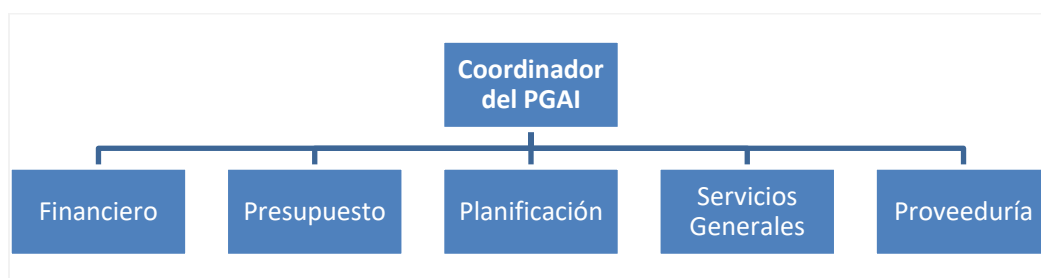 Coordinador
del PGAI
Financiero
Presupuesto
Planificación
Servicios
Generales
Proveeduría